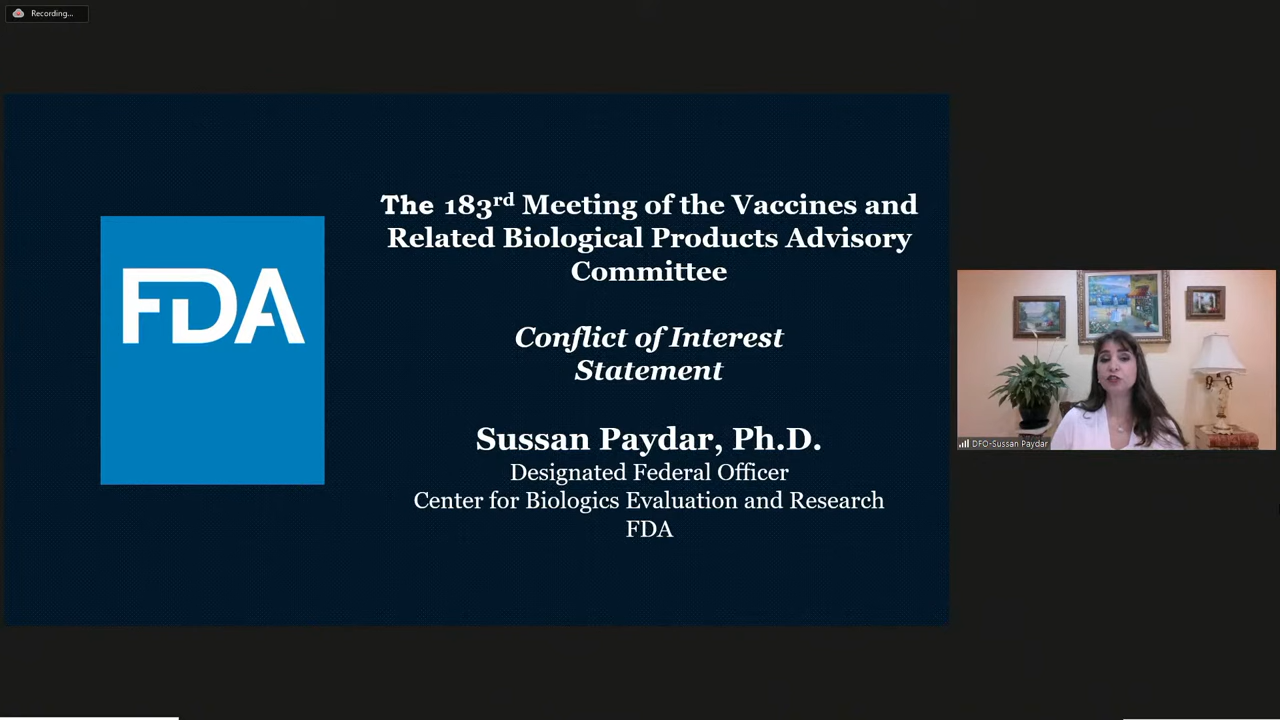 Recording...
The 183rd Meeting of the Vaccines and
Related Biological Products Advisory
Committee
FDA
Conflict of Interest
Statement
Sussan Paydar, Ph.D.
Designated Federal Officer
Center for Biologics Evaluation and Research
FDA
DFO-Sussan Paydar